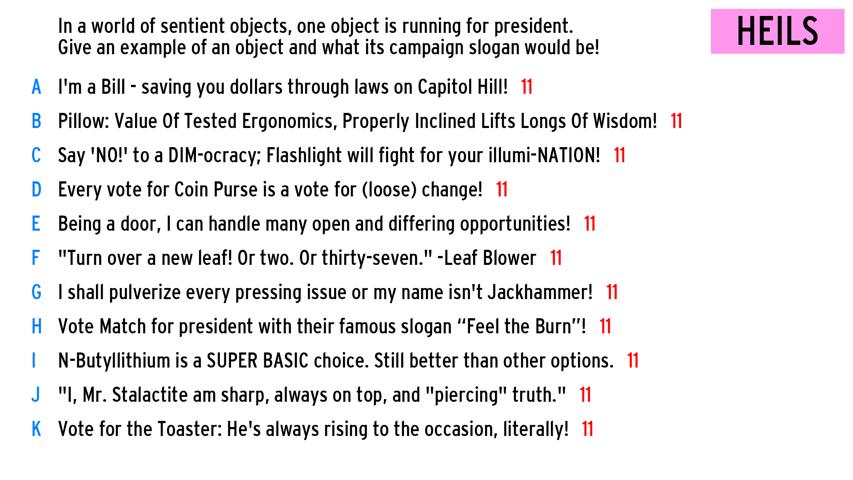 In a world of sentient objects, one object is running for president.
Give an example of an object and what its campaign slogan would be!
HEILS
A I'm a Bill - saving you dollars through laws on Capitol Hill! 11
B Pillow: Value Of Tested Ergonomics, Properly Inclined Lifts Longs Of Wisdom! 11
C Say 'NO!' to a DIM-ocracy; Flashlight will fight for your illumi-NATION! 11
D Every vote for Coin Purse is a vote for (loose) change! 11
E Being a door, I can handle many open and differing opportunities! 11
F "Turn over a new leaf! Or two. Or thirty-seven." -Leaf Blower 11
G I shall pulverize every pressing issue or my name isn't Jackhammer! 11
H Vote Match for president with their famous slogan “Feel the Burn”! 11
I N-Butyllithium is a SUPER BASIC choice. Still better than other options. 11
J "I, Mr. Stalactite am sharp, always on top, and "piercing" truth." 11
K Vote for the Toaster: He's always rising to the occasion, literally! 11